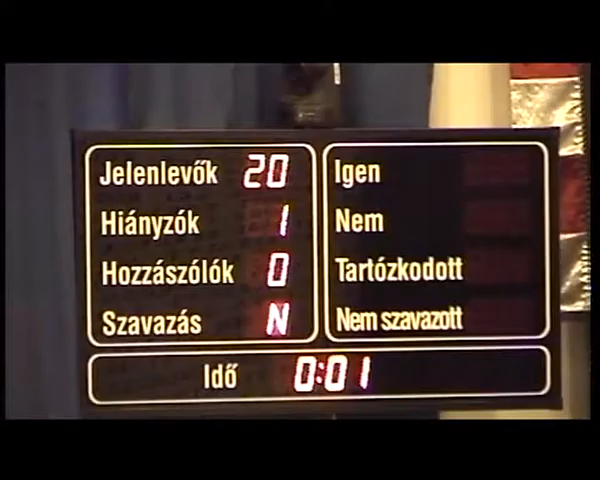 Jelenlevők 20
Hiányzók 1
Hozzászólók 0
Szavazás N
Igen
Nem
Tartózkodott
Nem szavazott
Idő 0:01